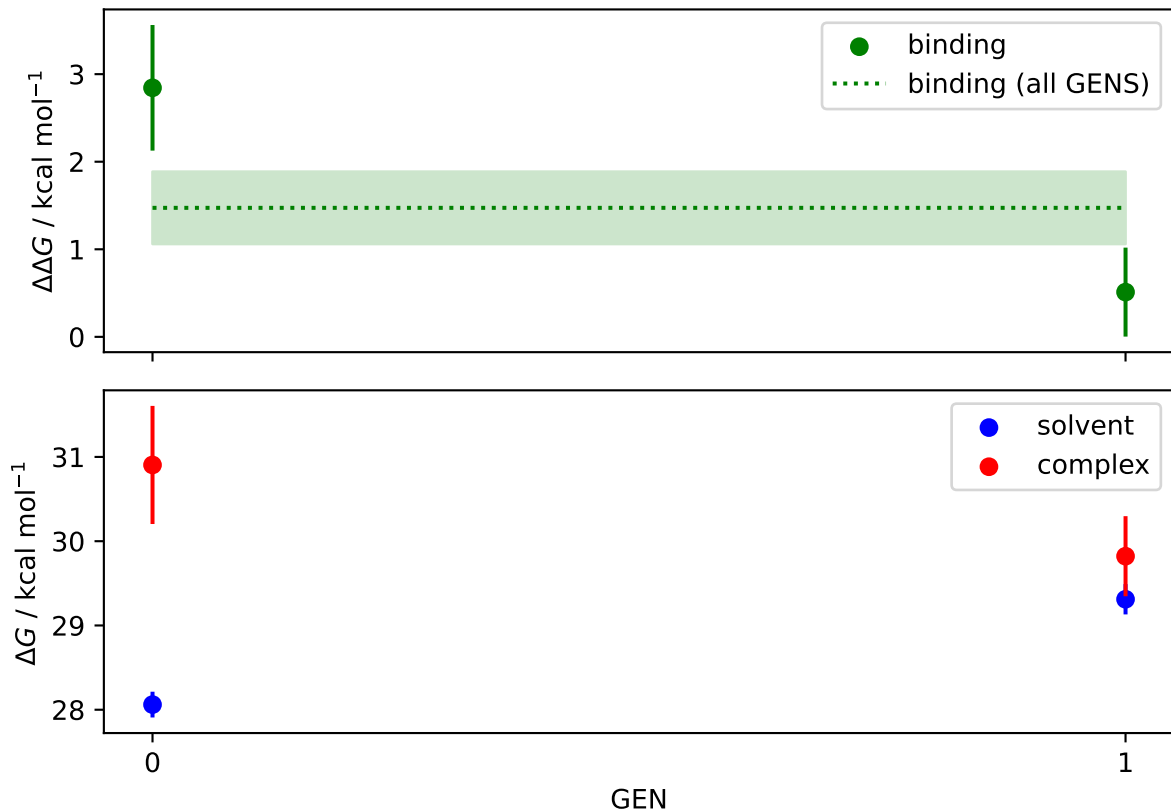 binding
binding (all GENS)
3
2
1
0
ΔΔG / kcal mol⁻¹
solvent
complex
31
30
29
28
ΔG / kcal mol⁻¹
0
1
GEN